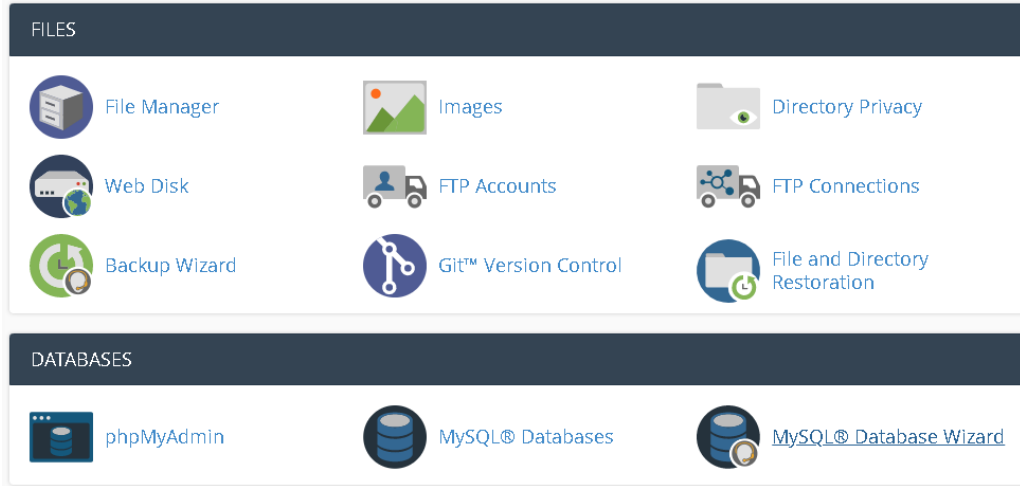 FILES
File Manager
Images
Directory Privacy
Web Disk
FTP Accounts
FTP Connections
Backup Wizard
Git™ Version Control
File and Directory
Restoration
DATABASES
phpMyAdmin
MySQL® Databases
MySQL® Database Wizard